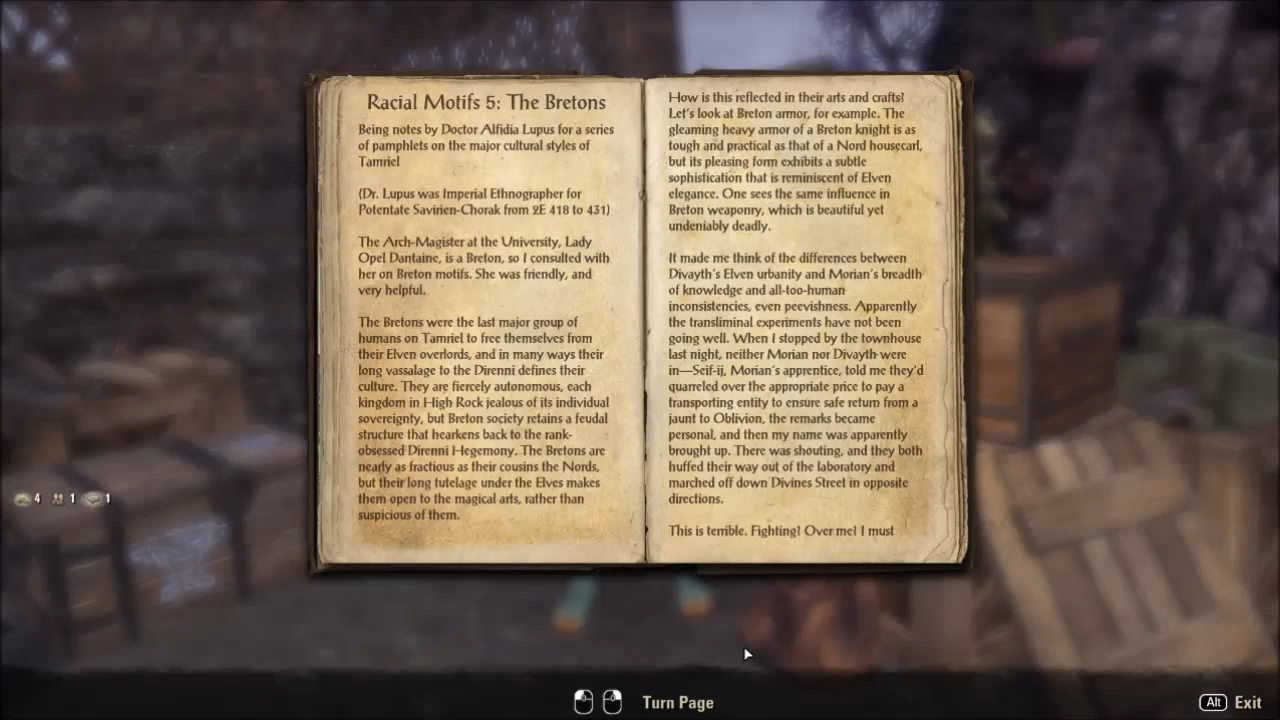 Racial Motifs 5: The Bretons
Being notes by Doctor Alfidia Lupus for a series
of pamphlets on the major cultural styles of
Tamriel
(Dr. Lupus was Imperial Ethnographer for
Potentate Savirien-Chorak from 2E 418 to 431)
The Arch-Magister at the University, Lady
Opel Dantaine, is a Breton, so I consulted with
her on Breton motifs. She was friendly, and
very helpful.
The Bretons were the last major group of
humans on Tamriel to free themselves from
their Elven overlords, and in many ways their
long vassalage to the Direnni defines their
culture. They are fiercely autonomous, each
kingdom in High Rock jealous of its individual
sovereignty, but Breton society retains a feudal
structure that hearkens back to the rank-
obsessed Direnni Hegemony. The Bretons are
nearly as fractious as their cousins the Nords,
but their long tutelage under the Elves makes
them open to the magical arts, rather than
suspicious of them.
How is this reflected in their arts and crafts?
Let's look at Breton armor, for example. The
gleaming heavy armor of a Breton knight is as
tough and practical as that of a Nord housecarl,
but its pleasing form exhibits a subtle
sophistication that is reminiscent of Elven
elegance. One sees the same influence in
Breton weaponry, which is beautiful yet
undeniably deadly.
It made me think of the differences between
Divayth's Elven urbanity and Morian's breadth
of knowledge and all-too-human
inconsistencies, even peevishness. Apparently
the transliminal experiments have not been
going well. When I stopped by the townhouse
last night, neither Morian nor Divayth were
in—Seif-ij, Morian's apprentice, told me they'd
quarreled over the appropriate price to pay a
transporting entity to ensure safe return from a
jaunt to Oblivion, the remarks became
personal, and then my name was apparently
brought up. There was shouting, and they both
huffed their way out of the laboratory and
marched off down Divines Street in opposite
directions.
This is terrible. Fighting! Over me! I must
4 1 1
Turn Page
Alt Exit